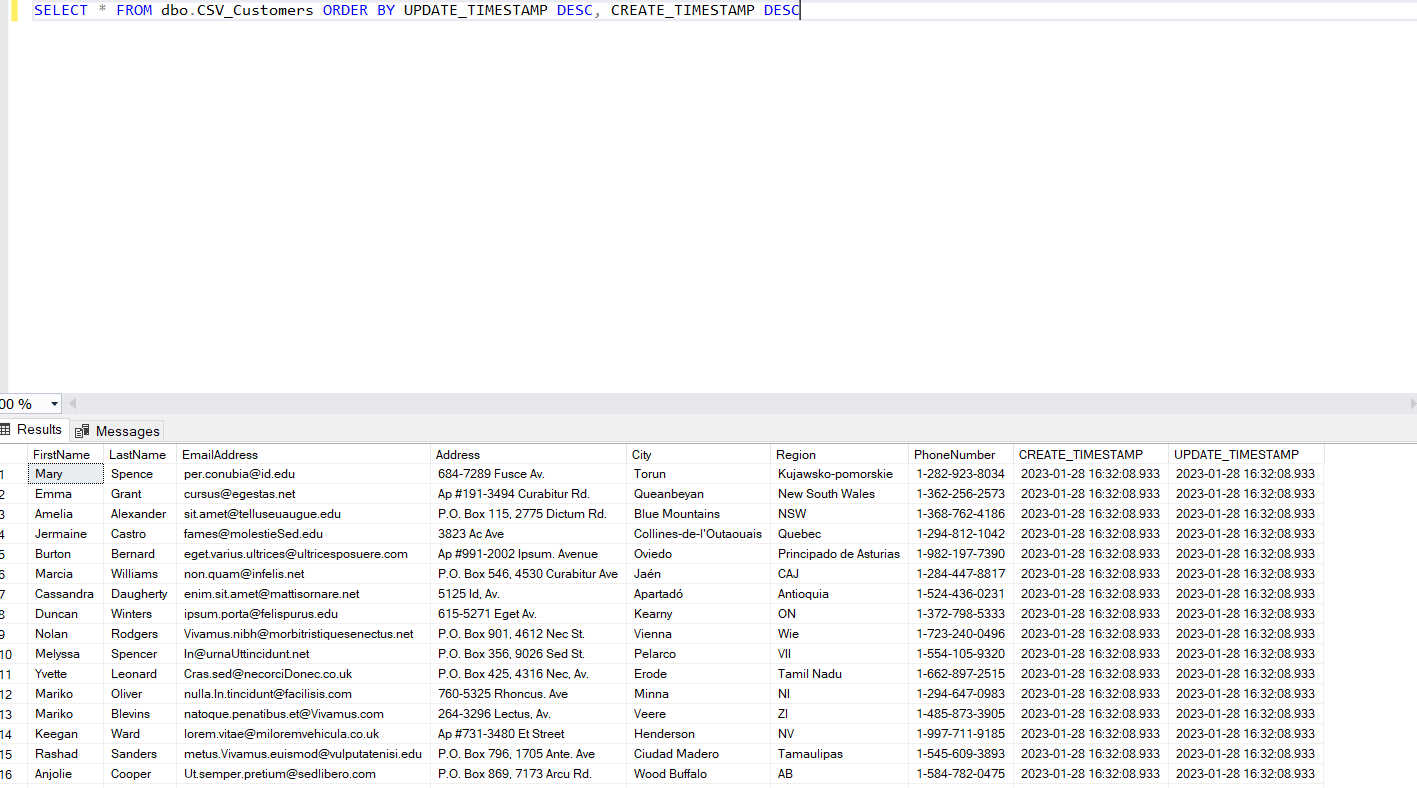 SELECT * FROM dbo.CSV_Customers ORDER BY UPDATE_TIMESTAMP DESC, CREATE_TIMESTAMP DESC
00 %
Results Messages
FirstName LastName EmailAddress Address City Region PhoneNumber CREATE_TIMESTAMP UPDATE_TIMESTAMP
1 Mary Spence per.conubia@id.edu 684-7289 Fusce Av. Torun Kujawsko-pomorskie 1-282-923-8034 2023-01-28 16:32:08.933 2023-01-28 16:32:08.933
2 Emma Grant cursus@egestas.net Ap #191-3494 Curabitur Rd. Queanbeyan New South Wales 1-362-256-2573 2023-01-28 16:32:08.933 2023-01-28 16:32:08.933
3 Amelia Alexander sit.amet@telluseuaugue.edu P.O. Box 115, 2775 Dictum Rd. Blue Mountains NSW 1-368-762-4186 2023-01-28 16:32:08.933 2023-01-28 16:32:08.933
4 Jermaine Castro fames@molestieSed.edu 3823 Ac Ave Collines-de-l'Outaouais Quebec 1-294-812-1042 2023-01-28 16:32:08.933 2023-01-28 16:32:08.933
5 Burton Bernard eget.varius.ultrices@ultricesposuere.com Ap #991-2002 Ipsum. Avenue Oviedo Principado de Asturias 1-982-197-7390 2023-01-28 16:32:08.933 2023-01-28 16:32:08.933
6 Marcia Williams non.quam@infelis.net P.O. Box 546, 4530 Curabitur Ave Jaén CAJ 1-284-447-8817 2023-01-28 16:32:08.933 2023-01-28 16:32:08.933
7 Cassandra Daugherty enim.sit.amet@mattisornare.net 5125 Id, Av. Apartadó Antioquia 1-524-436-0231 2023-01-28 16:32:08.933 2023-01-28 16:32:08.933
8 Duncan Winters ipsum.porta@felispurus.edu 615-5271 Eget Av. Kearny ON 1-372-798-5333 2023-01-28 16:32:08.933 2023-01-28 16:32:08.933
9 Nolan Rodgers Vivamus.nibh@morbitristiquesenectus.net P.O. Box 901, 4612 Nec St. Vienna Wie 1-723-240-0496 2023-01-28 16:32:08.933 2023-01-28 16:32:08.933
10 Melyssa Spencer In@urnaUttincidunt.net P.O. Box 356, 9026 Sed St. Pelarco VII 1-554-105-9320 2023-01-28 16:32:08.933 2023-01-28 16:32:08.933
11 Yvette Leonard Cras.sed@necorciDonec.co.uk P.O. Box 425, 4316 Nec, Av. Erode Tamil Nadu 1-662-897-2515 2023-01-28 16:32:08.933 2023-01-28 16:32:08.933
12 Mariko Oliver nulla.In.tincidunt@facilisis.com 760-5325 Rhoncus. Ave Minna NI 1-294-647-0983 2023-01-28 16:32:08.933 2023-01-28 16:32:08.933
13 Mariko Blevins natoque.penatibus.et@Vivamus.com 264-3296 Lectus, Av. Veere ZI 1-485-873-3905 2023-01-28 16:32:08.933 2023-01-28 16:32:08.933
14 Keegan Ward lorem.vitae@miloremvehicula.co.uk Ap #731-3480 Et Street Henderson NV 1-997-711-9185 2023-01-28 16:32:08.933 2023-01-28 16:32:08.933
15 Rashad Sanders metus.Vivamus.euismod@vulputatenisi.edu P.O. Box 796, 1705 Ante. Ave Ciudad Madero Tamaulipas 1-545-609-3893 2023-01-28 16:32:08.933 2023-01-28 16:32:08.933
16 Anjolie Cooper Ut.semper.pretium@sedlibero.com P.O. Box 869, 7173 Arcu Rd. Wood Buffalo AB 1-584-782-0475 2023-01-28 16:32:08.933 2023-01-28 16:32:08.933